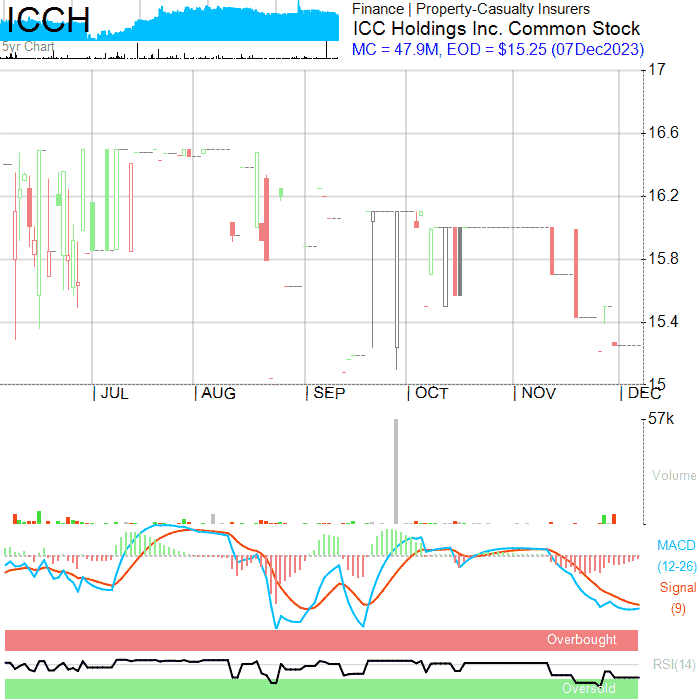 ICCH
5yr Chart
Finance | Property-Casualty Insurers
ICC Holdings Inc. Common Stock
MC = 47.9M, EOD = $15.25 (07Dec2023)
17
16.6
16.2
15.8
15.4
15
JUL AUG SEP OCT NOV DEC
57k
Volume
MACD
(12-26)
Signal
(9)
Overbought
RSI(14)
Oversold